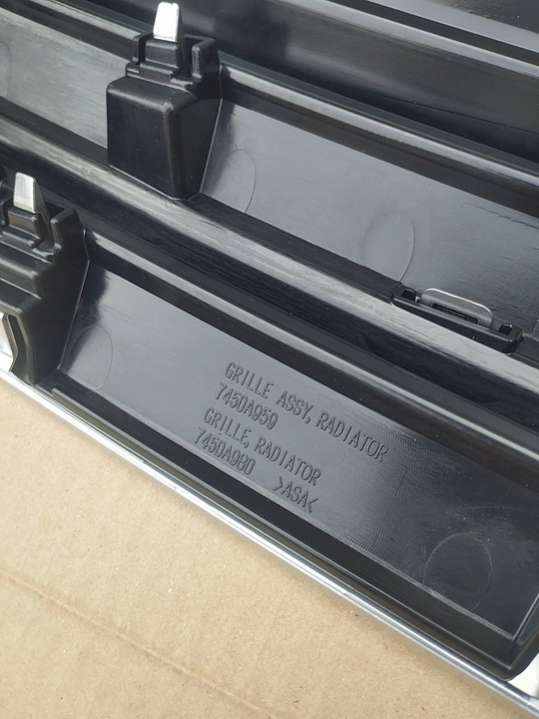 GRILLE ASSY, RADIATOR
7450A959
GRILLE, RADIATOR
7450A980
>ASA<